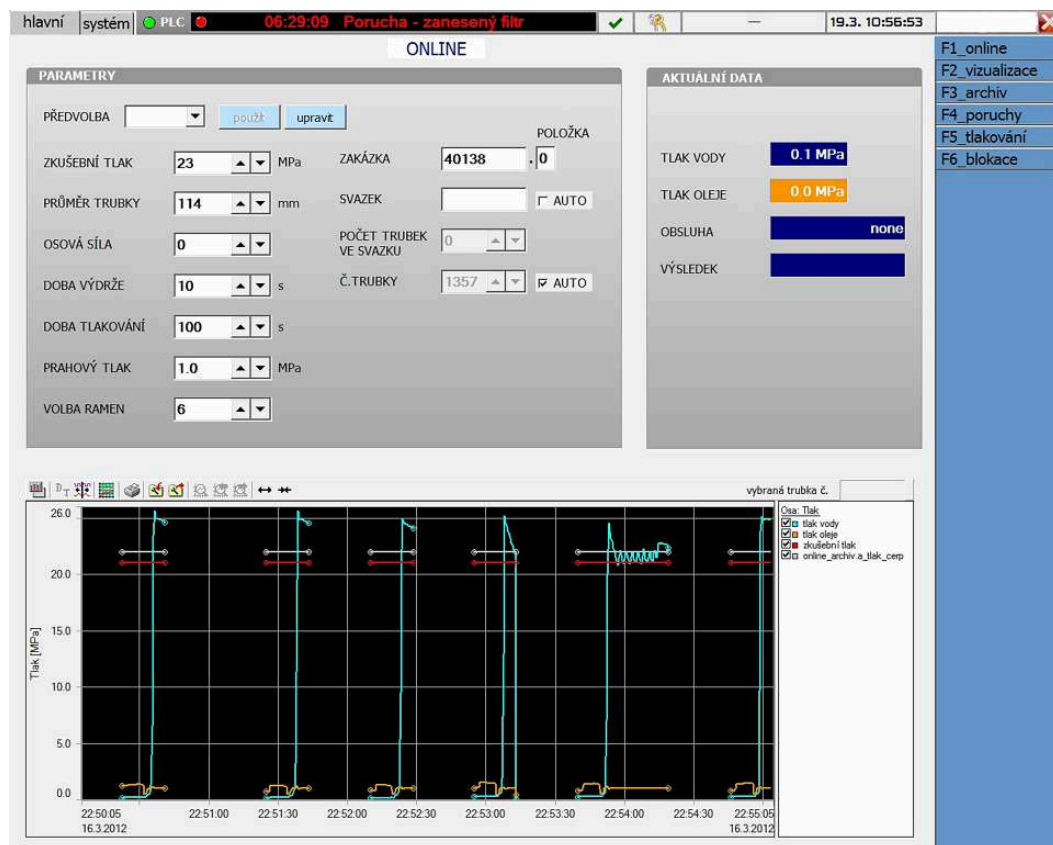 hlavní systém PLC 06:29:09 Porucha - zanesený filtr — 19.3. 10:56:53
ONLINE
F1_online
F2_vizualizace
F3_archiv
F4_poruchy
F5_tlakování
F6_blokace
PARAMETRY
PŘEDVOLBA použít upravit
ZKUŠEBNÍ TLAK 23 MPa
PRŮMĚR TRUBKY 114 mm
OSOVÁ SÍLA 0
DOBA VÝDRŽE 10 s
DOBA TLAKOVÁNÍ 100 s
PRAHOVÝ TLAK 1.0 MPa
VOLBA RAMEN 6
POLOŽKA
ZAKÁZKA 40138 . 0
SVAZEK AUTO
POČET TRUBEK
VE SVAZKU 0
Č.TRUBKY 1357 AUTO
AKTUÁLNÍ DATA
TLAK VODY 0.1 MPa
TLAK OLEJE 0.0 MPa
OBSLUHA none
VÝSLEDEK
DT
vybraná trubka č.
Tlak [MPa]
26.0
20.0
15.0
10.0
5.0
0.0
22:50:05 22:51:00 22:51:30 22:52:00 22:52:30 22:53:00 22:53:30 22:54:00 22:54:30 22:55:05
16.3.2012 16.3.2012
Osa: Tlak
tlak vody
tlak oleje
zkušební tlak
online_archiv.a_tlak_cerp